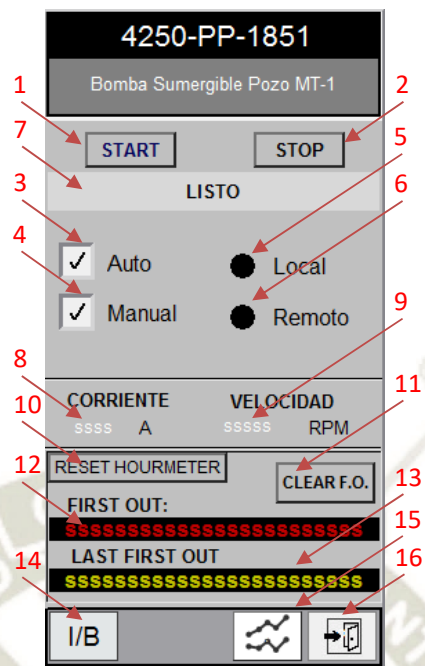 4250-PP-1851
Bomba Sumergible Pozo MT-1
1
2
START
STOP
7
5
LISTO
3
6
4
Auto
Local
Manual
Remoto
9
8
CORRIENTE
VELOCIDAD
ssss A
sssss RPM
10
11
RESET HOURMETER
CLEAR F.O.
12
13
FIRST OUT:
ssssssssssssssssssssssss
15
LAST FIRST OUT
ssssssssssssssssssssssss
14
16
I/B